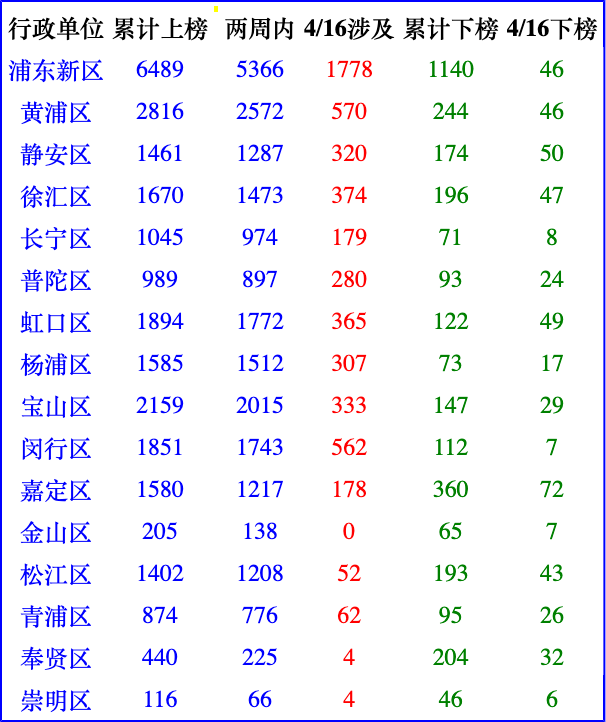 行政单位 累计上榜 两周内 4/16涉及 累计下榜 4/16下榜
浦东新区 6489 5366 1778 1140 46
黄浦区 2816 2572 570 244 46
静安区 1461 1287 320 174 50
徐汇区 1670 1473 374 196 47
长宁区 1045 974 179 71 8
普陀区 989 897 280 93 24
虹口区 1894 1772 365 122 49
杨浦区 1585 1512 307 73 17
宝山区 2159 2015 333 147 29
闵行区 1851 1743 562 112 7
嘉定区 1580 1217 178 360 72
金山区 205 138 0 65 7
松江区 1402 1208 52 193 43
青浦区 874 776 62 95 26
奉贤区 440 225 4 204 32
崇明区 116 66 4 46 6